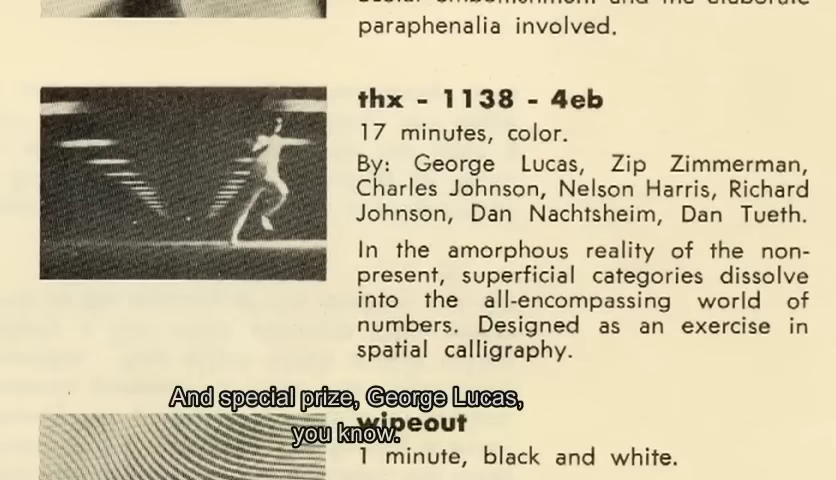 paraphenalia involved.
thx - 1138 - 4eb
17 minutes, color.
By: George Lucas, Zip Zimmerman,
Charles Johnson, Nelson Harris, Richard
Johnson, Dan Nachtsheim, Dan Tueth.
In the amorphous reality of the non-
present, superficial categories dissolve
into the all-encompassing world of
numbers. Designed as an exercise in
spatial calligraphy.
And special prize, George Lucas,
you know.
wipeout
1 minute, black and white.